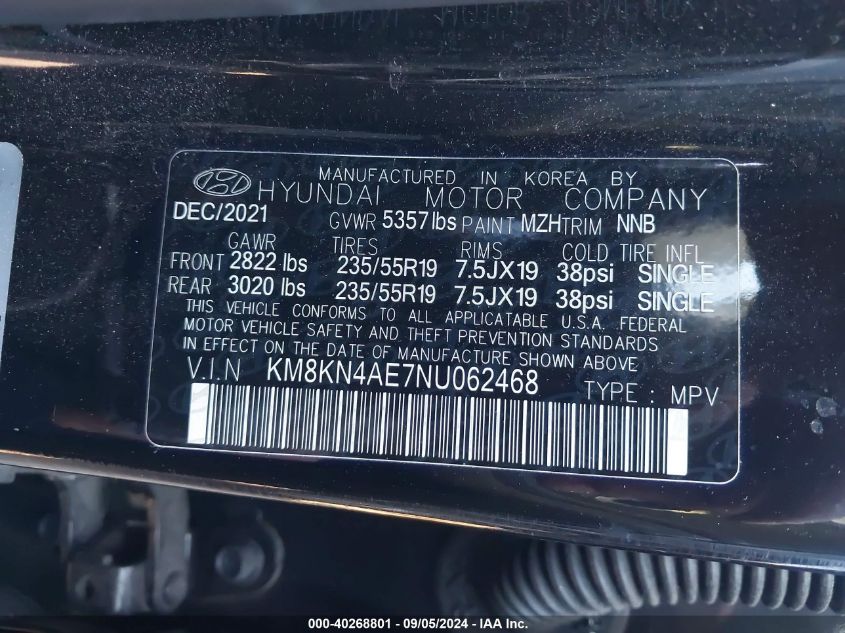 MANUFACTURED IN KOREA BY
HYUNDAI MOTOR COMPANY
DEC/2021 GVWR 5357lbs PAINT MZH TRIM NNB
GAWR TIRES RIMS COLD TIRE INFL
FRONT 2822 lbs 235/55R19 7.5JX19 38psi SINGLE
REAR 3020 lbs 235/55R19 7.5JX19 38psi SINGLE
THIS VEHICLE CONFORMS TO ALL APPLICATABLE U.S.A. FEDERAL
MOTOR VEHICLE SAFETY AND THEFT PREVENTION STANDARDS
IN EFFECT ON THE DATE OF MANUFACTURE SHOWN ABOVE
V.I.N KM8KN4AE7NU062468 TYPE : MPV
000-40268801 - 09/05/2024 - IAA Inc.